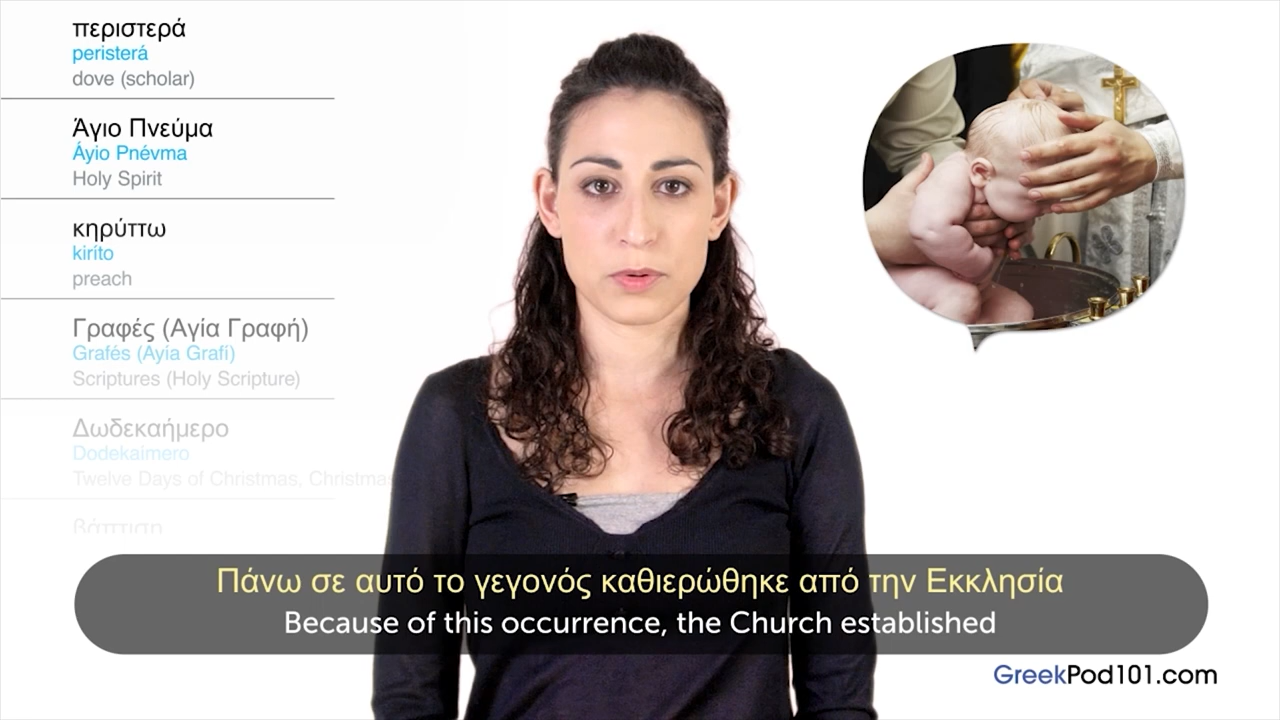 περιστερά
peristerá
dove (scholar)
Άγιο Πνεύμα
Áyio Pnévma
Holy Spirit
κηρύττω
kiríto
preach
Γραφές (Αγία Γραφή)
Grafés (Ayia Grafí)
Scriptures (Holy Scripture)
Δωδεκαήμερο
Dodekaimero
Twelve Days of Christmas, Christmas
βάπτιση
Πάνω σε αυτό το γεγονός καθιερώθηκε από την Εκκλησία
Because of this occurrence, the Church established
GreekPod101.com